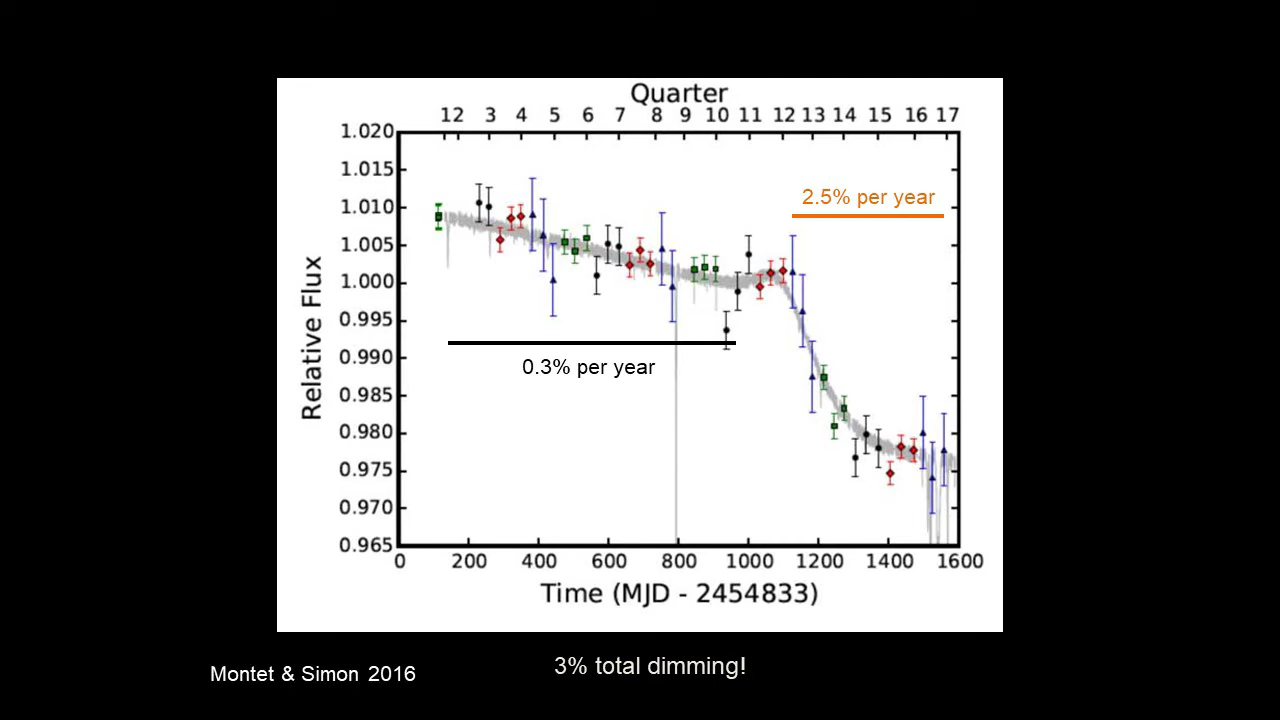 Quarter
12 3 4 5 6 7 8 9 10 11 12 13 14 15 16 17
1.020
1.015
1.010
1.005
1.000
0.995
0.990
0.985
0.980
0.975
0.970
0.965
Relative Flux
2.5% per year
0.3% per year
0 200 400 600 800 1000 1200 1400 1600
Time (MJD - 2454833)
Montet & Simon 2016
3% total dimming!